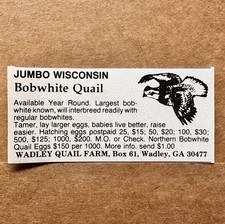 JUMBO WISCONSIN
Bobwhite Quail
Available Year Round. Largest bob-
white known, will interbreed readily with
regular bobwhites.
Tamer, lay larger eggs, babies live better, raise
easier. Hatching eggs postpaid 25, $15; 50, $20; 100, $30;
500, $125; 1000, $200. M.O. or Check. Northern Bobwhite
Quail Eggs $150 per 1000. More info. send $1.00
WADLEY QUAIL FARM, Box 61, Wadley, GA 30477